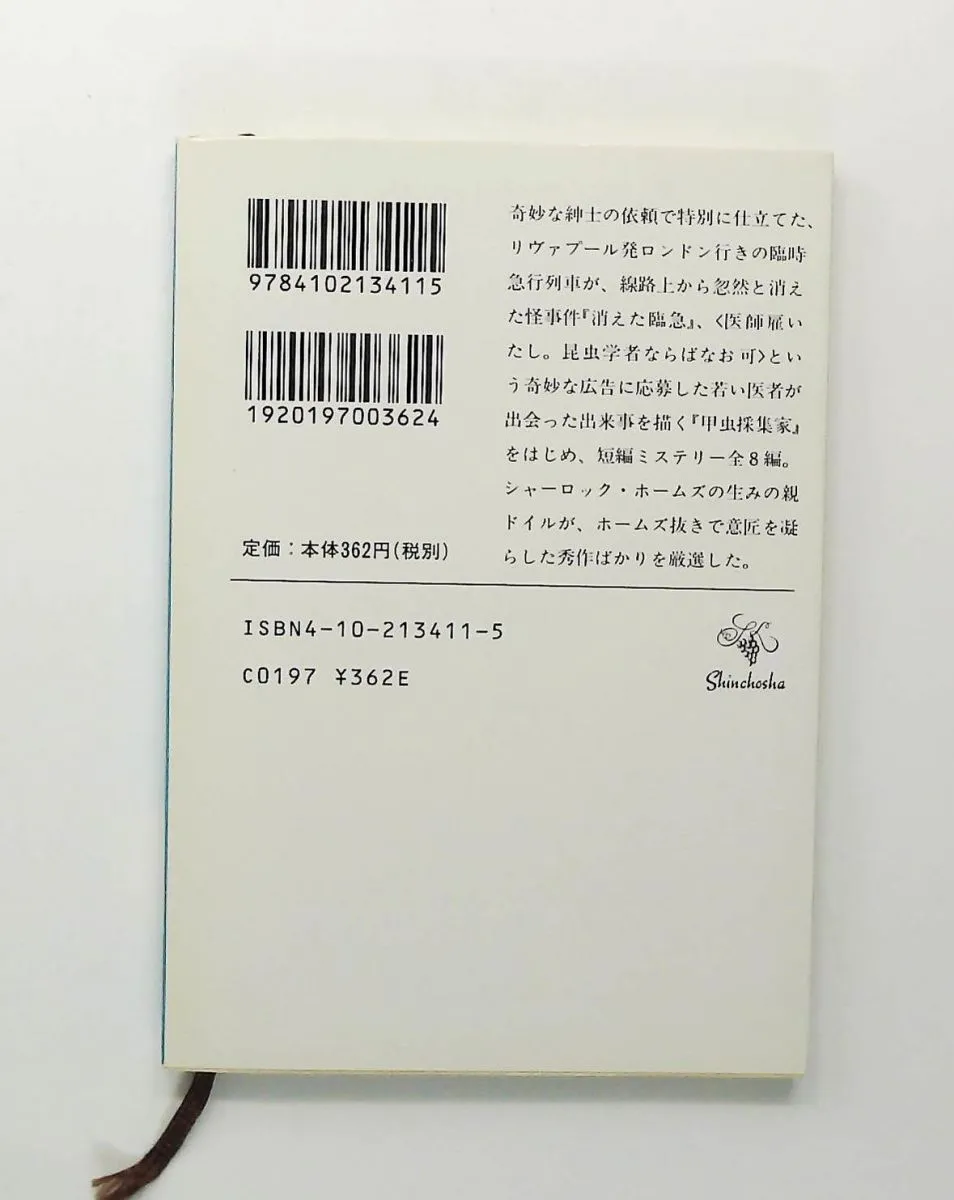 9784102134115
1920197003624
定価：本体362円(税別)
奇妙な紳士の依頼で特別に仕立てた、
リヴァプール発ロンドン行きの臨時
急行列車が、線路上から忽然と消え
た怪事件『消えた臨急』、〈医師雇い
たし。昆虫学者ならばなお可〉とい
う奇妙な広告に応募した若い医者が
出会った出来事を描く『甲虫採集家』
をはじめ、短編ミステリー全8編。
シャーロック・ホームズの生みの親
ドイルが、ホームズ抜きで意匠を凝
らした秀作ばかりを厳選した。
ISBN4-10-213411-5
C0197 ¥362E
Shinchosha